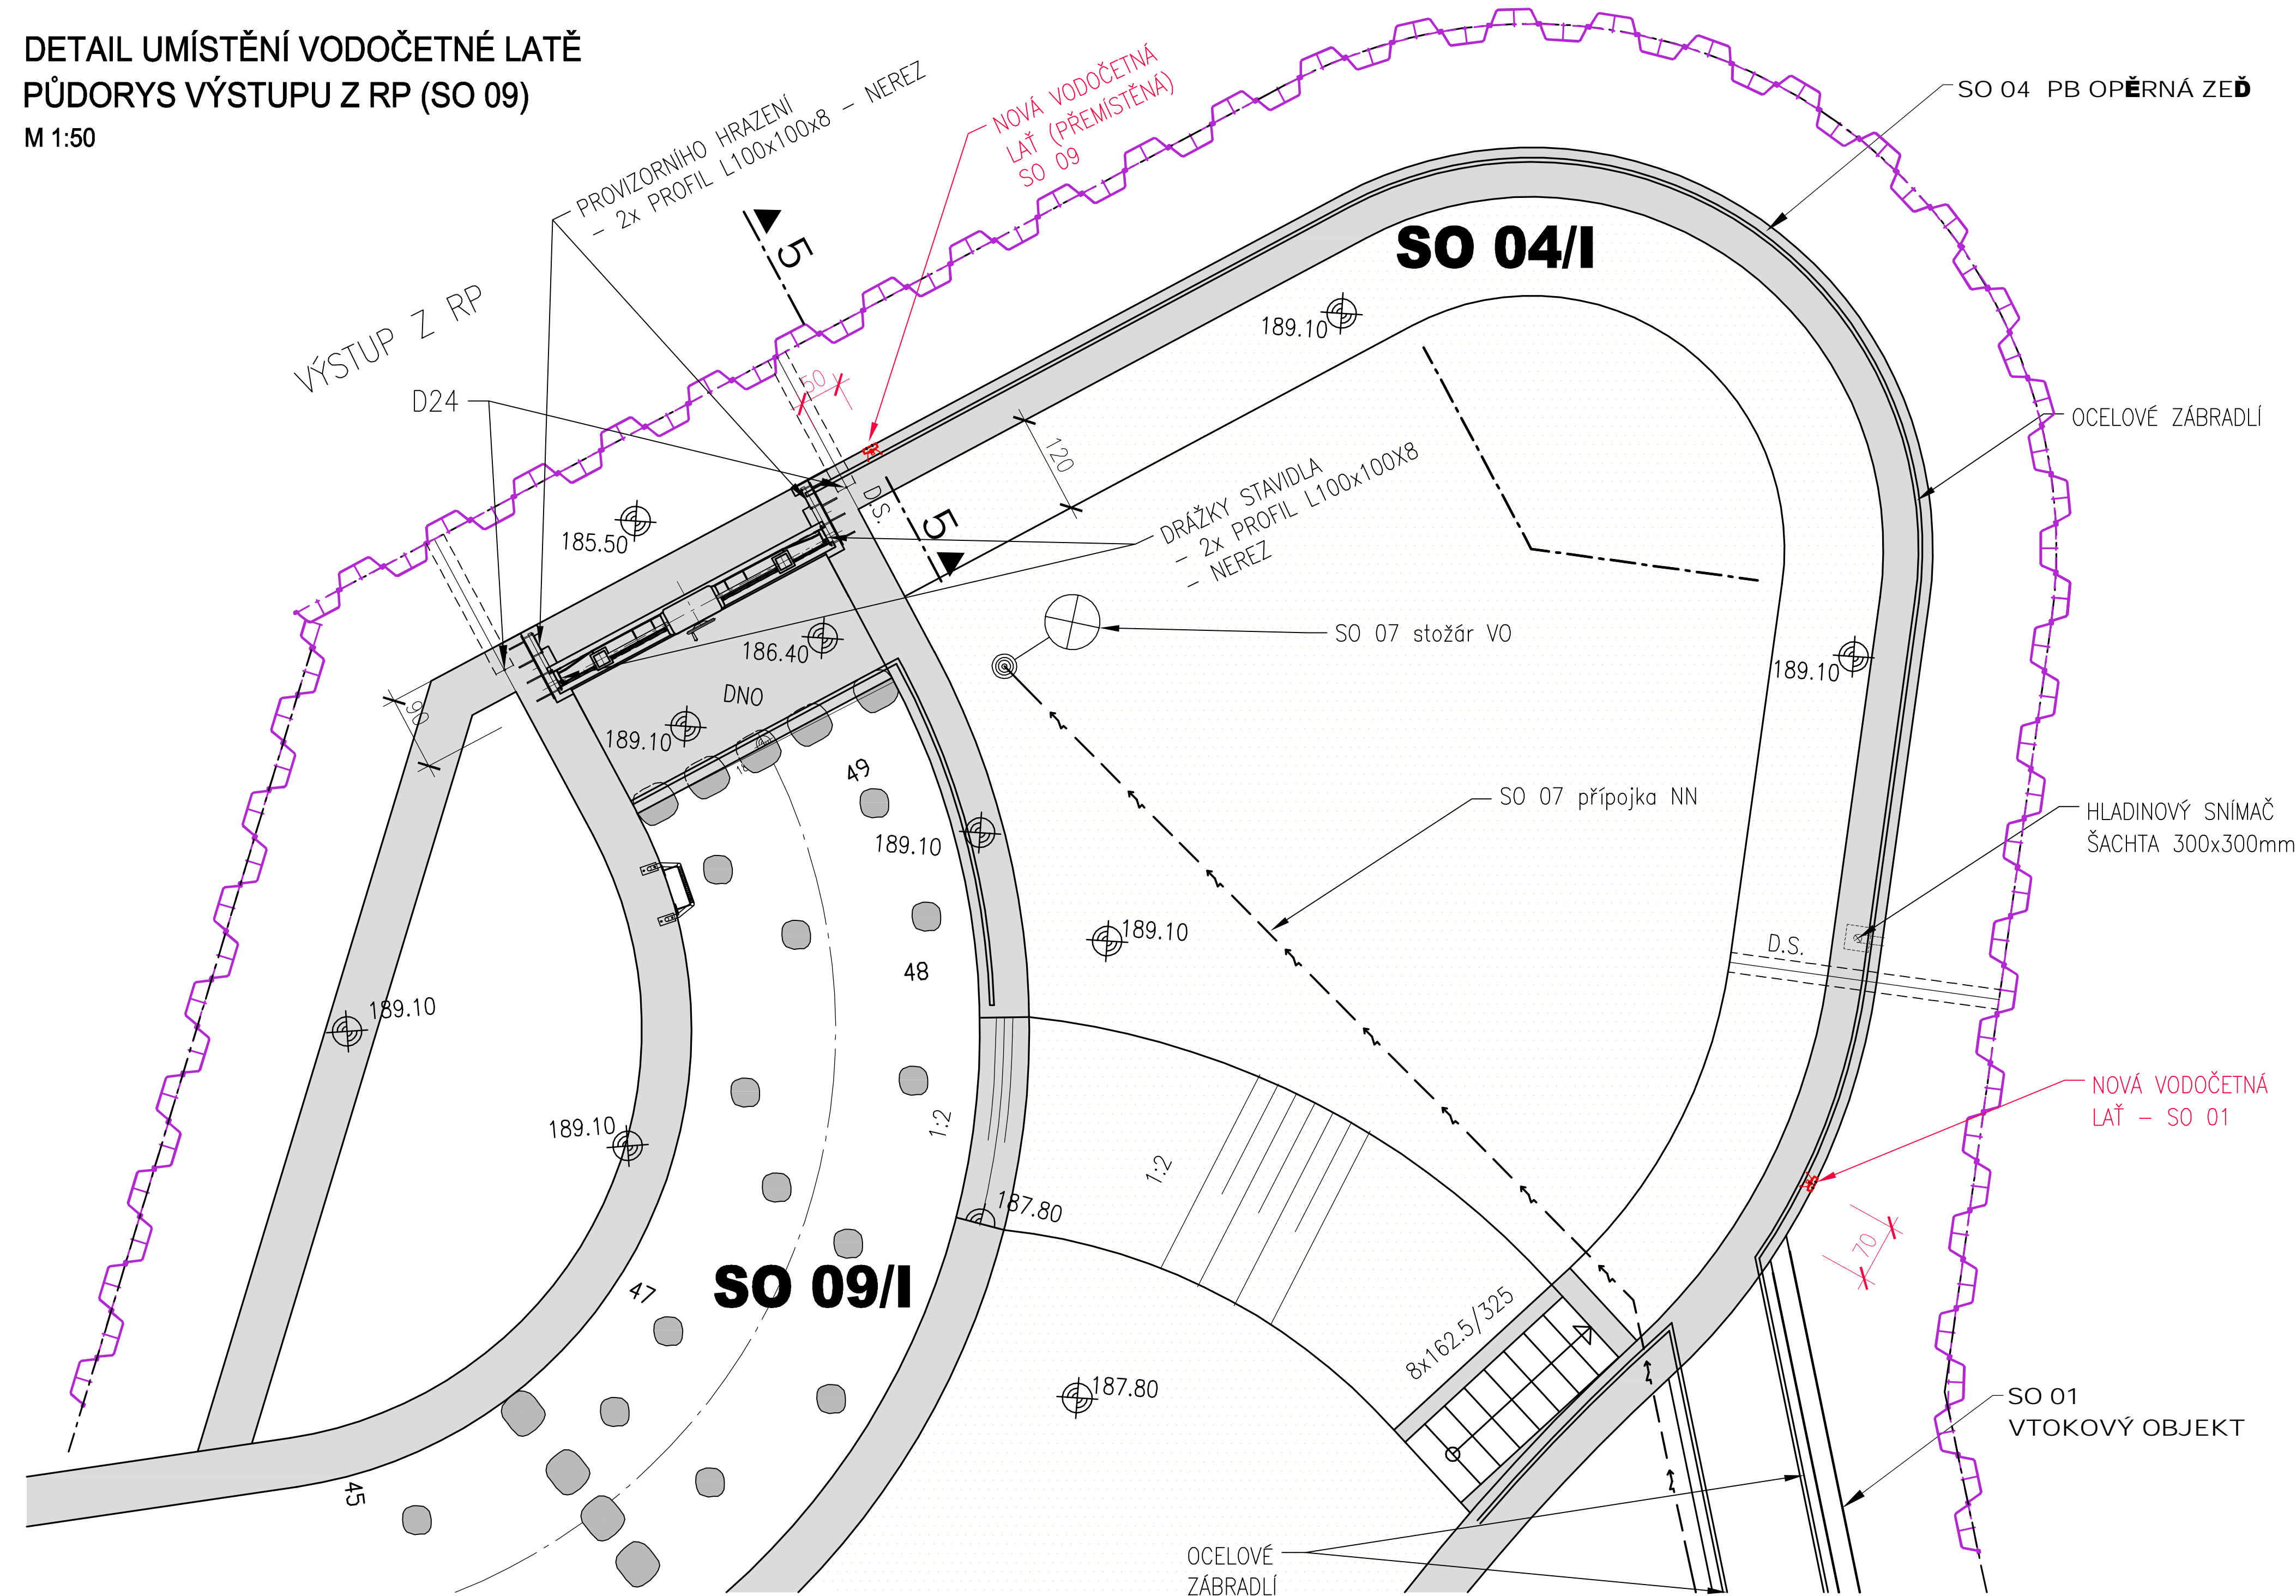 DETAIL UMÍSTĚNÍ VODOČETNÉ LATĚ
PŮDORYS VÝSTUPU Z RP (SO 09)
M 1:50
PROVIZORNÍHO HRAZENÍ
- 2x PROFIL L100x100x8 - NEREZ
NOVÁ VODOČETNÁ
LAŤ (PŘEMÍSTĚNÁ)
SO 09
SO 04 PB OPĚRNÁ ZEĎ
5
SO 04/I
VÝSTUP Z RP
189.10
50
D24
OCELOVÉ ZÁBRADLÍ
120
D.S.
DRÁŽKY STAVIDLA
- 2x PROFIL L100x100X8
- NEREZ
5
185.50
SO 07 stožár VO
186.40
189.10
DNO
90
189.10
49
SO 07 přípojka NN
HLADINOVÝ SNÍMAČ
ŠACHTA 300x300mm
189.10
189.10
D.S.
48
189.10
NOVÁ VODOČETNÁ
LAŤ - SO 01
189.10
1:2
1:2
187.80
70
SO 09/I
47
8x162.5/325
187.80
SO 01
VTOKOVÝ OBJEKT
45
OCELOVÉ
ZÁBRADLÍ